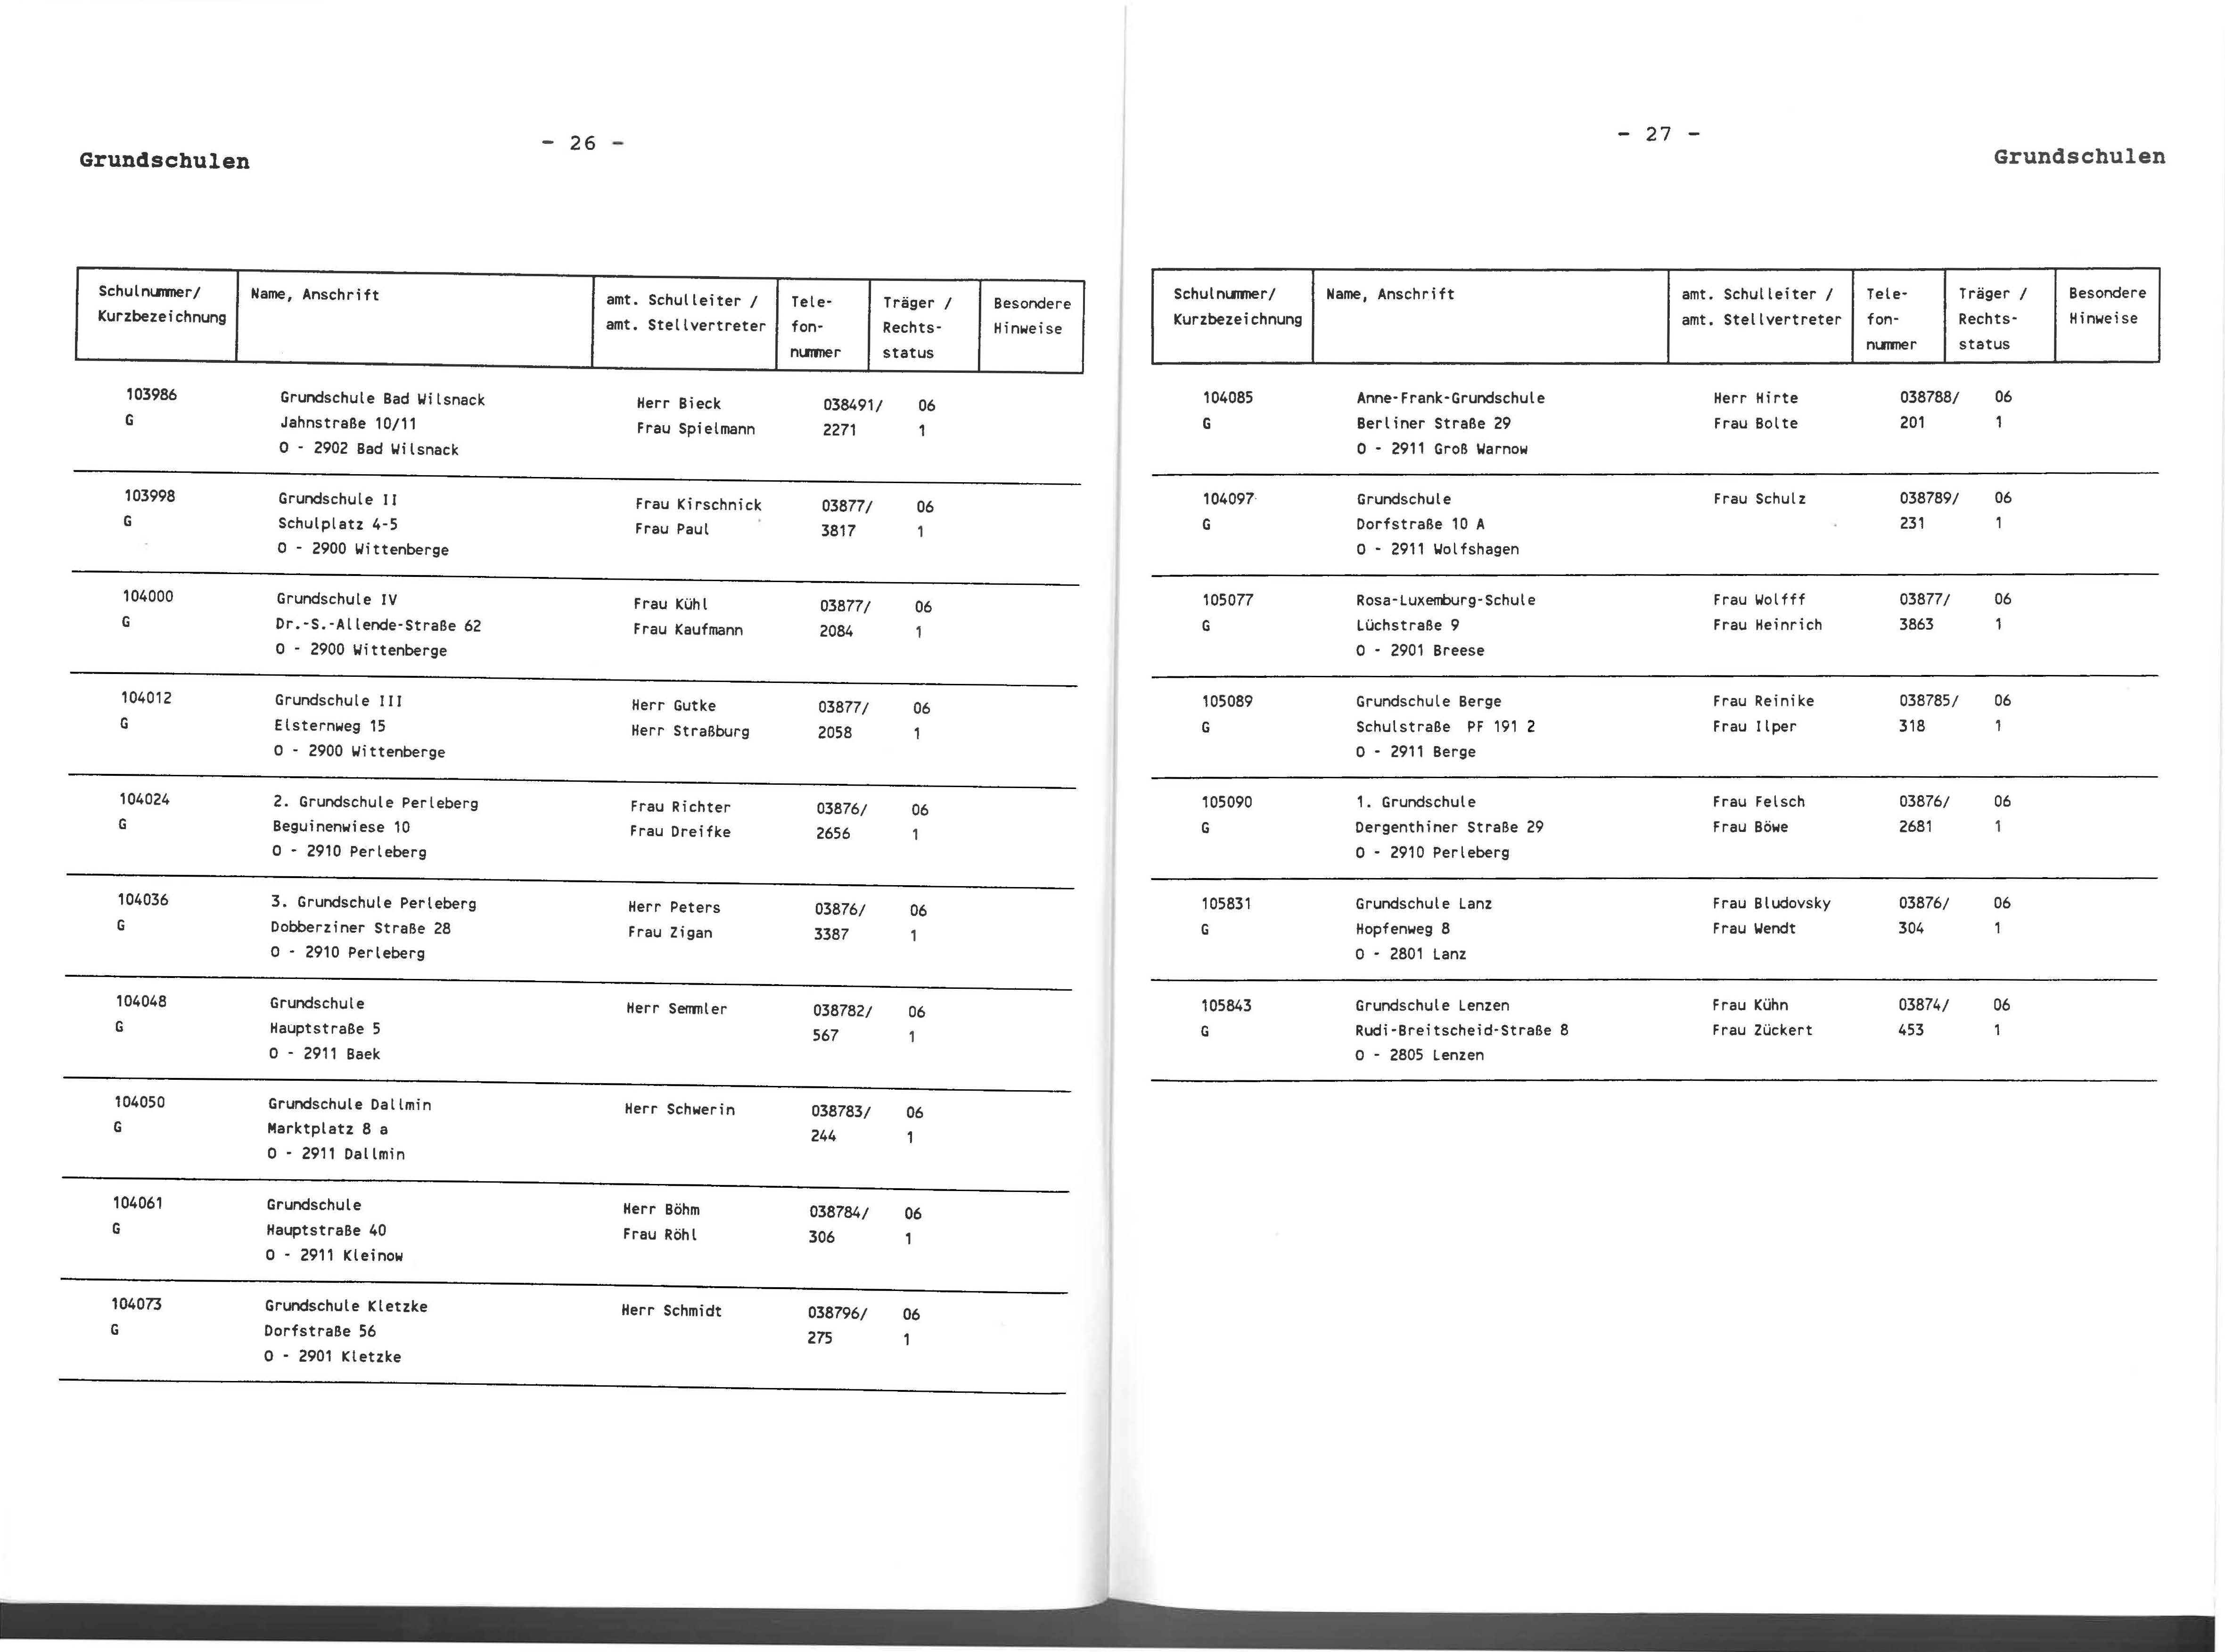 - 26 -
Grundschulen
Schulnummer/ Name, Anschrift amt. Schulleiter / Tele- Träger / Besondere
Kurzbezeichnung amt. Stellvertreter fon- Rechts- Hinweise
nummer status
103986 Grundschule Bad Wilsnack Herr Bieck 038491/ 06
G Jahnstraße 10/11 Frau Spielmann 2271 1
O - 2902 Bad Wilsnack
103998 Grundschule II Frau Kirschnick 03877/ 06
G Schulplatz 4-5 Frau Paul 3817 1
O - 2900 Wittenberge
104000 Grundschule IV Frau Kühl 03877/ 06
G Dr.-S.-Allende-Straße 62 Frau Kaufmann 2084 1
O - 2900 Wittenberge
104012 Grundschule III Herr Gutke 03877/ 06
G Elsternweg 15 Herr Straßburg 2058 1
O - 2900 Wittenberge
104024 2. Grundschule Perleberg Frau Richter 03876/ 06
G Beguinenwiese 10 Frau Dreifke 2656 1
O - 2910 Perleberg
104036 3. Grundschule Perleberg Herr Peters 03876/ 06
G Dobberziner Straße 28 Frau Zigan 3387 1
O - 2910 Perleberg
104048 Grundschule Herr Semmler 038782/ 06
G Hauptstraße 5 567 1
O - 2911 Baek
104050 Grundschule Dallmin Herr Schwerin 038783/ 06
G Marktplatz 8 a 244 1
O - 2911 Dallmin
104061 Grundschule Herr Böhm 038784/ 06
G Hauptstraße 40 Frau Röhl 306 1
O - 2911 Kleinow
104073 Grundschule Kletzke Herr Schmidt 038796/ 06
G Dorfstraße 56 275 1
O - 2901 Kletzke
- 27 -
Grundschulen
Schulnummer/ Name, Anschrift amt. Schulleiter / Tele- Träger / Besondere
Kurzbezeichnung amt. Stellvertreter fon- Rechts- Hinweise
nummer status
104085 Anne-Frank-Grundschule Herr Hirte 038788/ 06
G Berliner Straße 29 Frau Bolte 201 1
O - 2911 Groß Warnow
104097 Grundschule Frau Schulz 038789/ 06
G Dorfstraße 10 A 231 1
O - 2911 Wolfshagen
105077 Rosa-Luxemburg-Schule Frau Wolfff 03877/ 06
G Lüchstraße 9 Frau Heinrich 3863 1
O - 2901 Breese
105089 Grundschule Berge Frau Reinike 038785/ 06
G Schulstraße PF 191 2 Frau Ilper 318 1
O - 2911 Berge
105090 1. Grundschule Frau Felsch 03876/ 06
G Dergenthiner Straße 29 Frau Böwe 2681 1
O - 2910 Perleberg
105831 Grundschule Lanz Frau Bludovsky 03876/ 06
G Hopfenweg 8 Frau Wendt 304 1
O - 2801 Lanz
105843 Grundschule Lenzen Frau Kühn 03874/ 06
G Rudi-Breitscheid-Straße 8 Frau Zückert 453 1
O - 2805 Lenzen